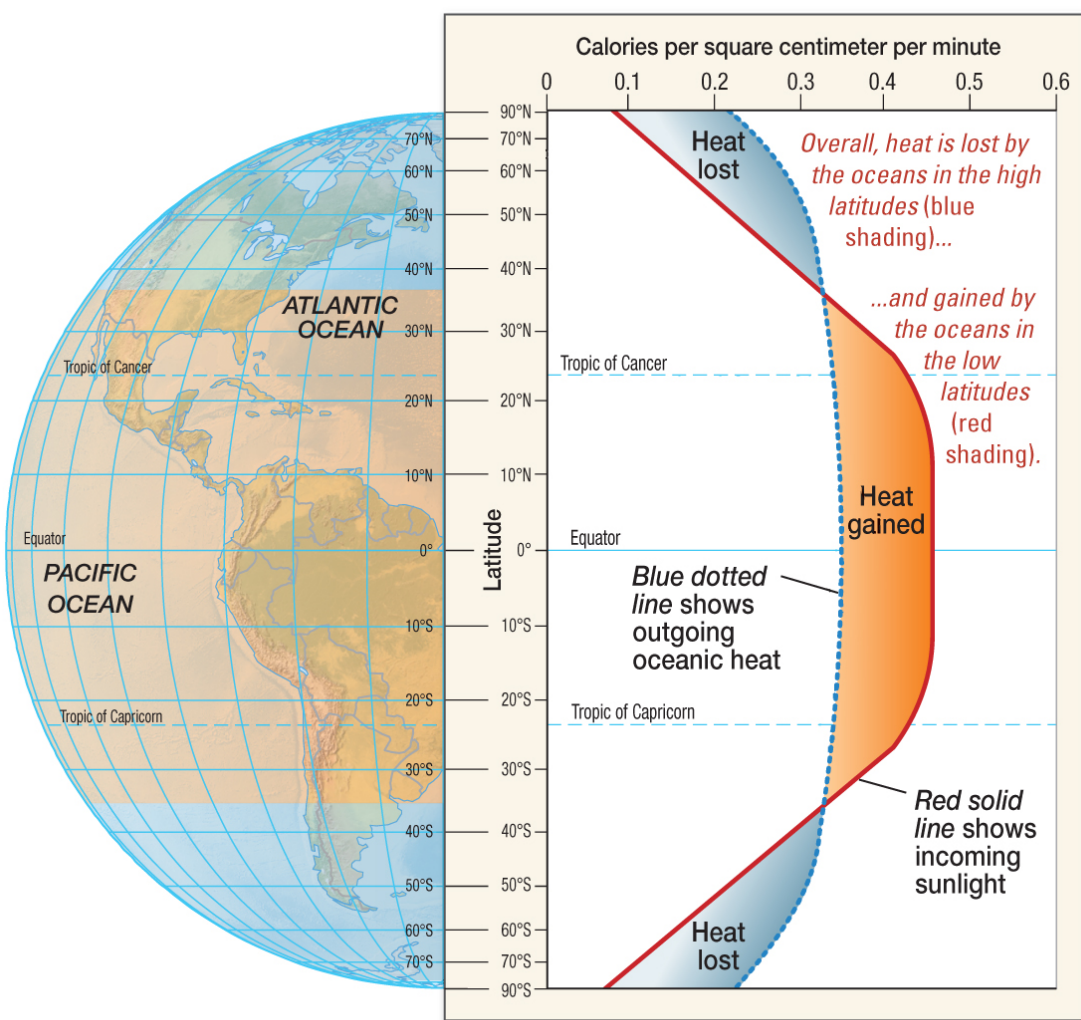 Calories per square centimeter per minute
0 0.1 0.2 0.3 0.4 0.5 0.6
90°N
70°N 70°N
60°N 60°N
50°N 50°N
40°N 40°N
30°N 30°N
20°N 20°N
10°N 10°N
0°
10°S 10°S
20°S 20°S
30°S 30°S
40°S 40°S
50°S 50°S
60°S 60°S
70°S 70°S
90°S
Latitude
ATLANTIC
OCEAN
Tropic of Cancer
Equator
PACIFIC
OCEAN
Tropic of Capricorn
Heat
lost
Overall, heat is lost by
the oceans in the high
latitudes (blue
shading)...
...and gained by
the oceans in
the low
latitudes
(red
shading).
Tropic of Cancer
Heat
gained
Equator
Blue dotted
line shows
outgoing
oceanic heat
Tropic of Capricorn
Red solid
line shows
incoming
sunlight
Heat
lost